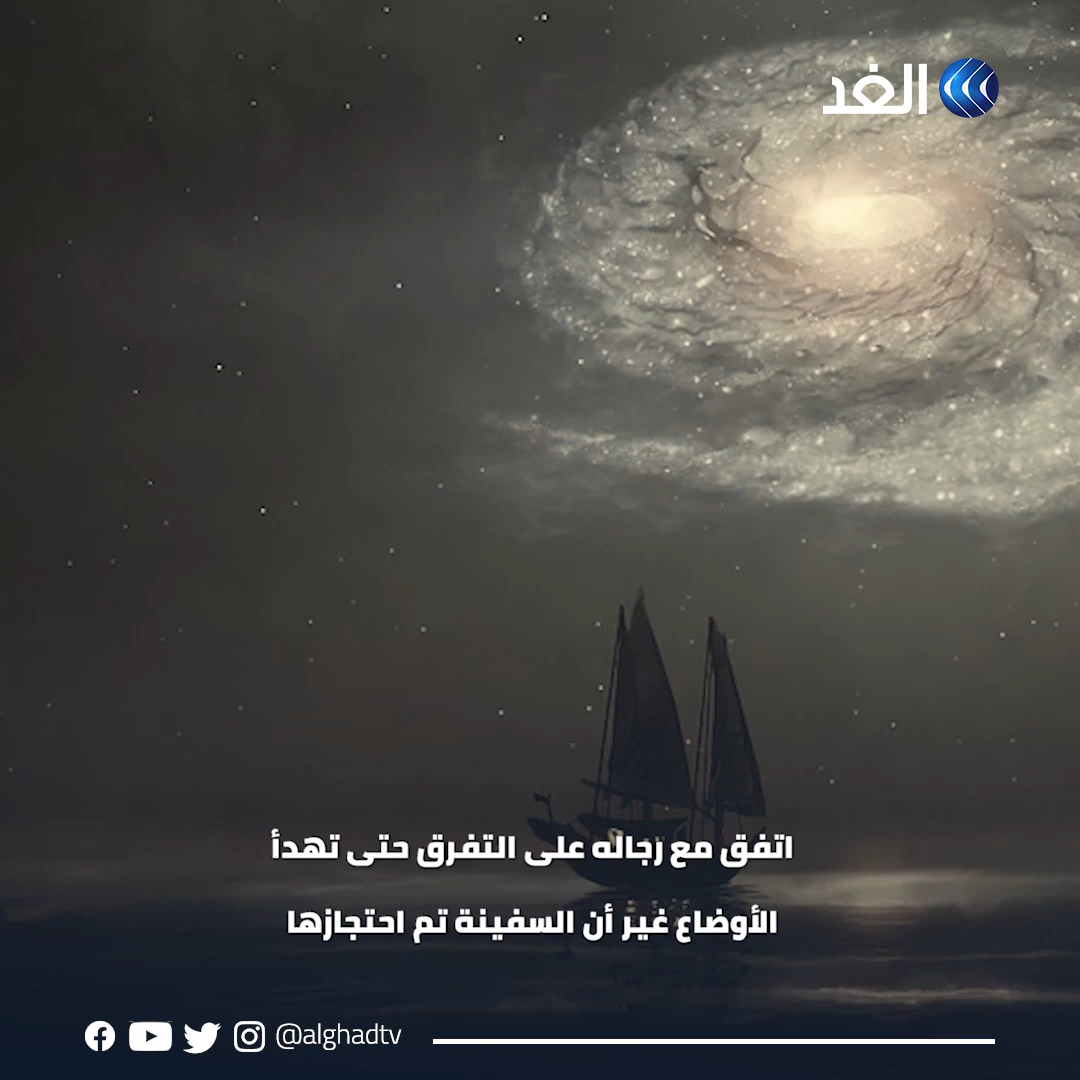 الغد
اتفق مع رجاله على التفرق حتى تهدأ
الأوضاع غير أن السفينة تم احتجازها
@alghadtv